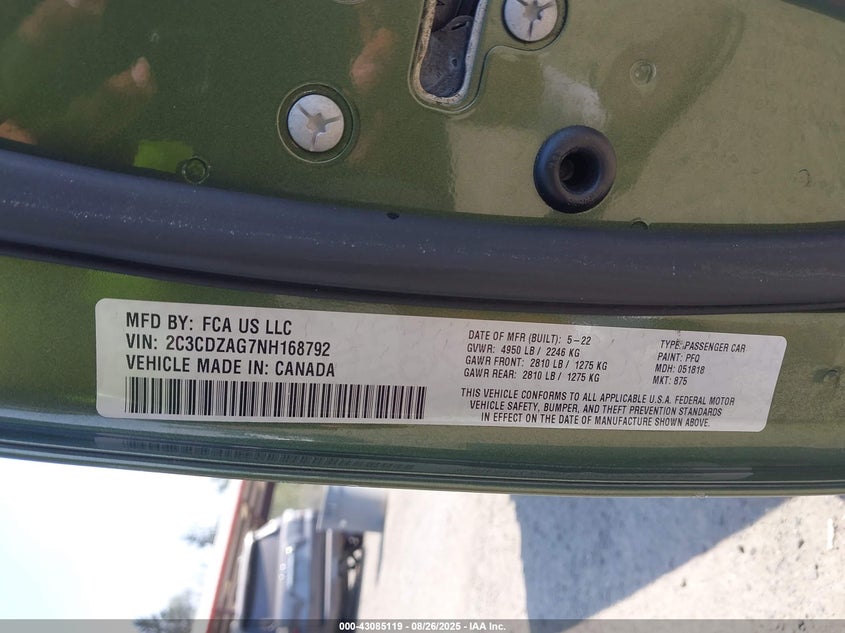 MFD BY: FCA US LLC
VIN: 2C3CDZAG7NH168792
VEHICLE MADE IN: CANADA
DATE OF MFR (BUILT): 5-22
GVWR: 4950 LB / 2246 KG
GAWR FRONT: 2810 LB / 1275 KG
GAWR REAR: 2810 LB / 1275 KG
TYPE: PASSENGER CAR
PAINT: PFQ
MDH: 051818
MKT: 875
THIS VEHICLE CONFORMS TO ALL APPLICABLE U.S.A. FEDERAL MOTOR
VEHICLE SAFETY, BUMPER, AND THEFT PREVENTION STANDARDS
IN EFFECT ON THE DATE OF MANUFACTURE SHOWN ABOVE.
000-43085119 - 08/26/2025 - IAA Inc.